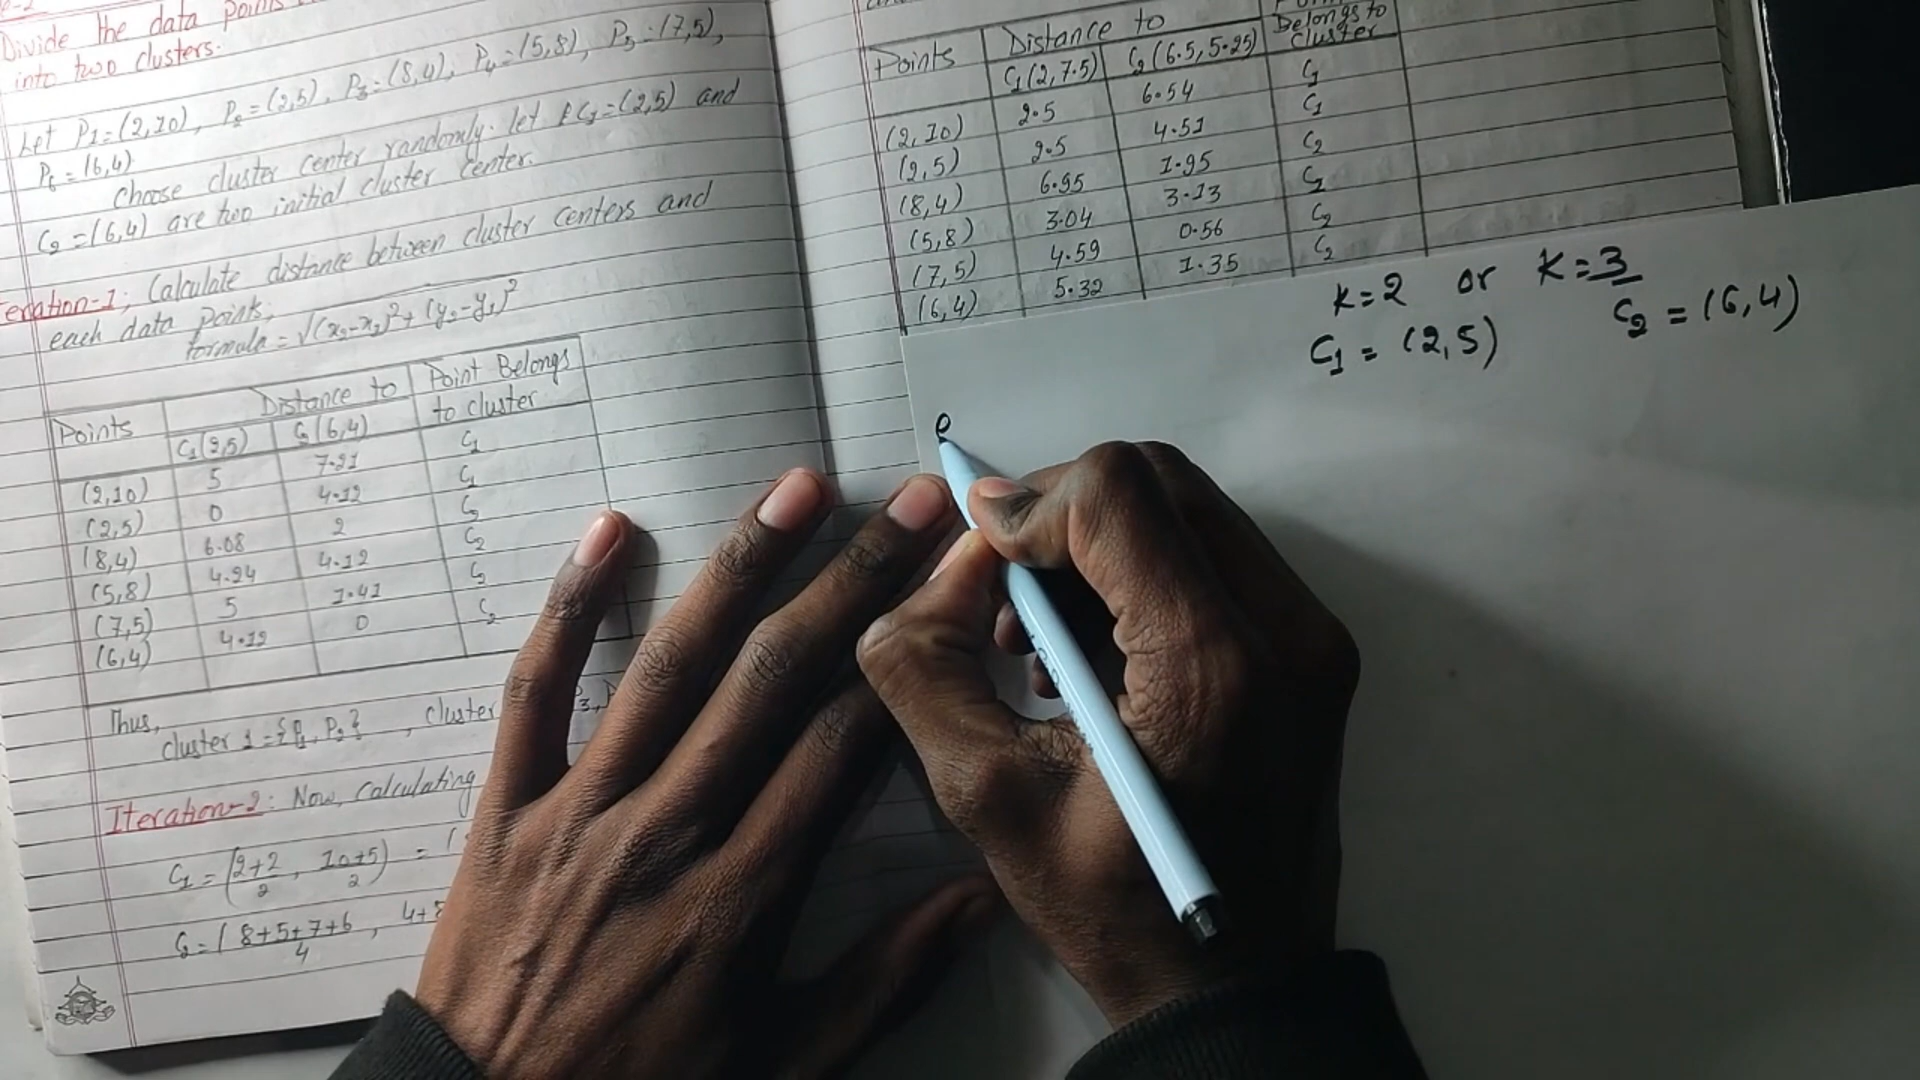 Divide the data points
into two clusters.
Let P1=(2,10), P2=(2,5), P3=(8,4), P4=(5,8), P5=(7,5),
P6=(6,4)
Choose cluster center randomly. let C1=(2,5) and
C2=(6,4) are two initial cluster center.
eration-1; Calculate distance between cluster centers and
each data points,
formula = √(x2-x1)²+(y2-y1)²
Points Distance to Point Belongs
to cluster
C1(2,5) C2(6,4)
(2,10) 5 7.21 C1
(2,5) 0 4.12 C1
(8,4) 6.08 2 C2
(5,8) 4.24 4.12 C2
(7,5) 5 1.41 C2
(6,4) 4.12 0 C2
Thus,
cluster 1={P1, P2}, cluster
Iteration-2: Now, Calculating
C1 = (2+2/2, 10+5/2) = (
C2=(8+5+7+6/4, 4+8
Points Distance to Belongs to
cluster
C1(2,7.5) C2(6.5,5.25)
(2,10) 2.5 6.54 C1
(2,5) 2.5 4.51 C1
(8,4) 6.95 1.95 C2
(5,8) 3.04 3.13 C2
(7,5) 4.59 0.56 C2
(6,4) 5.32 1.35 C2
K=2 or K=3
C1 = (2,5) C2 = (6,4)